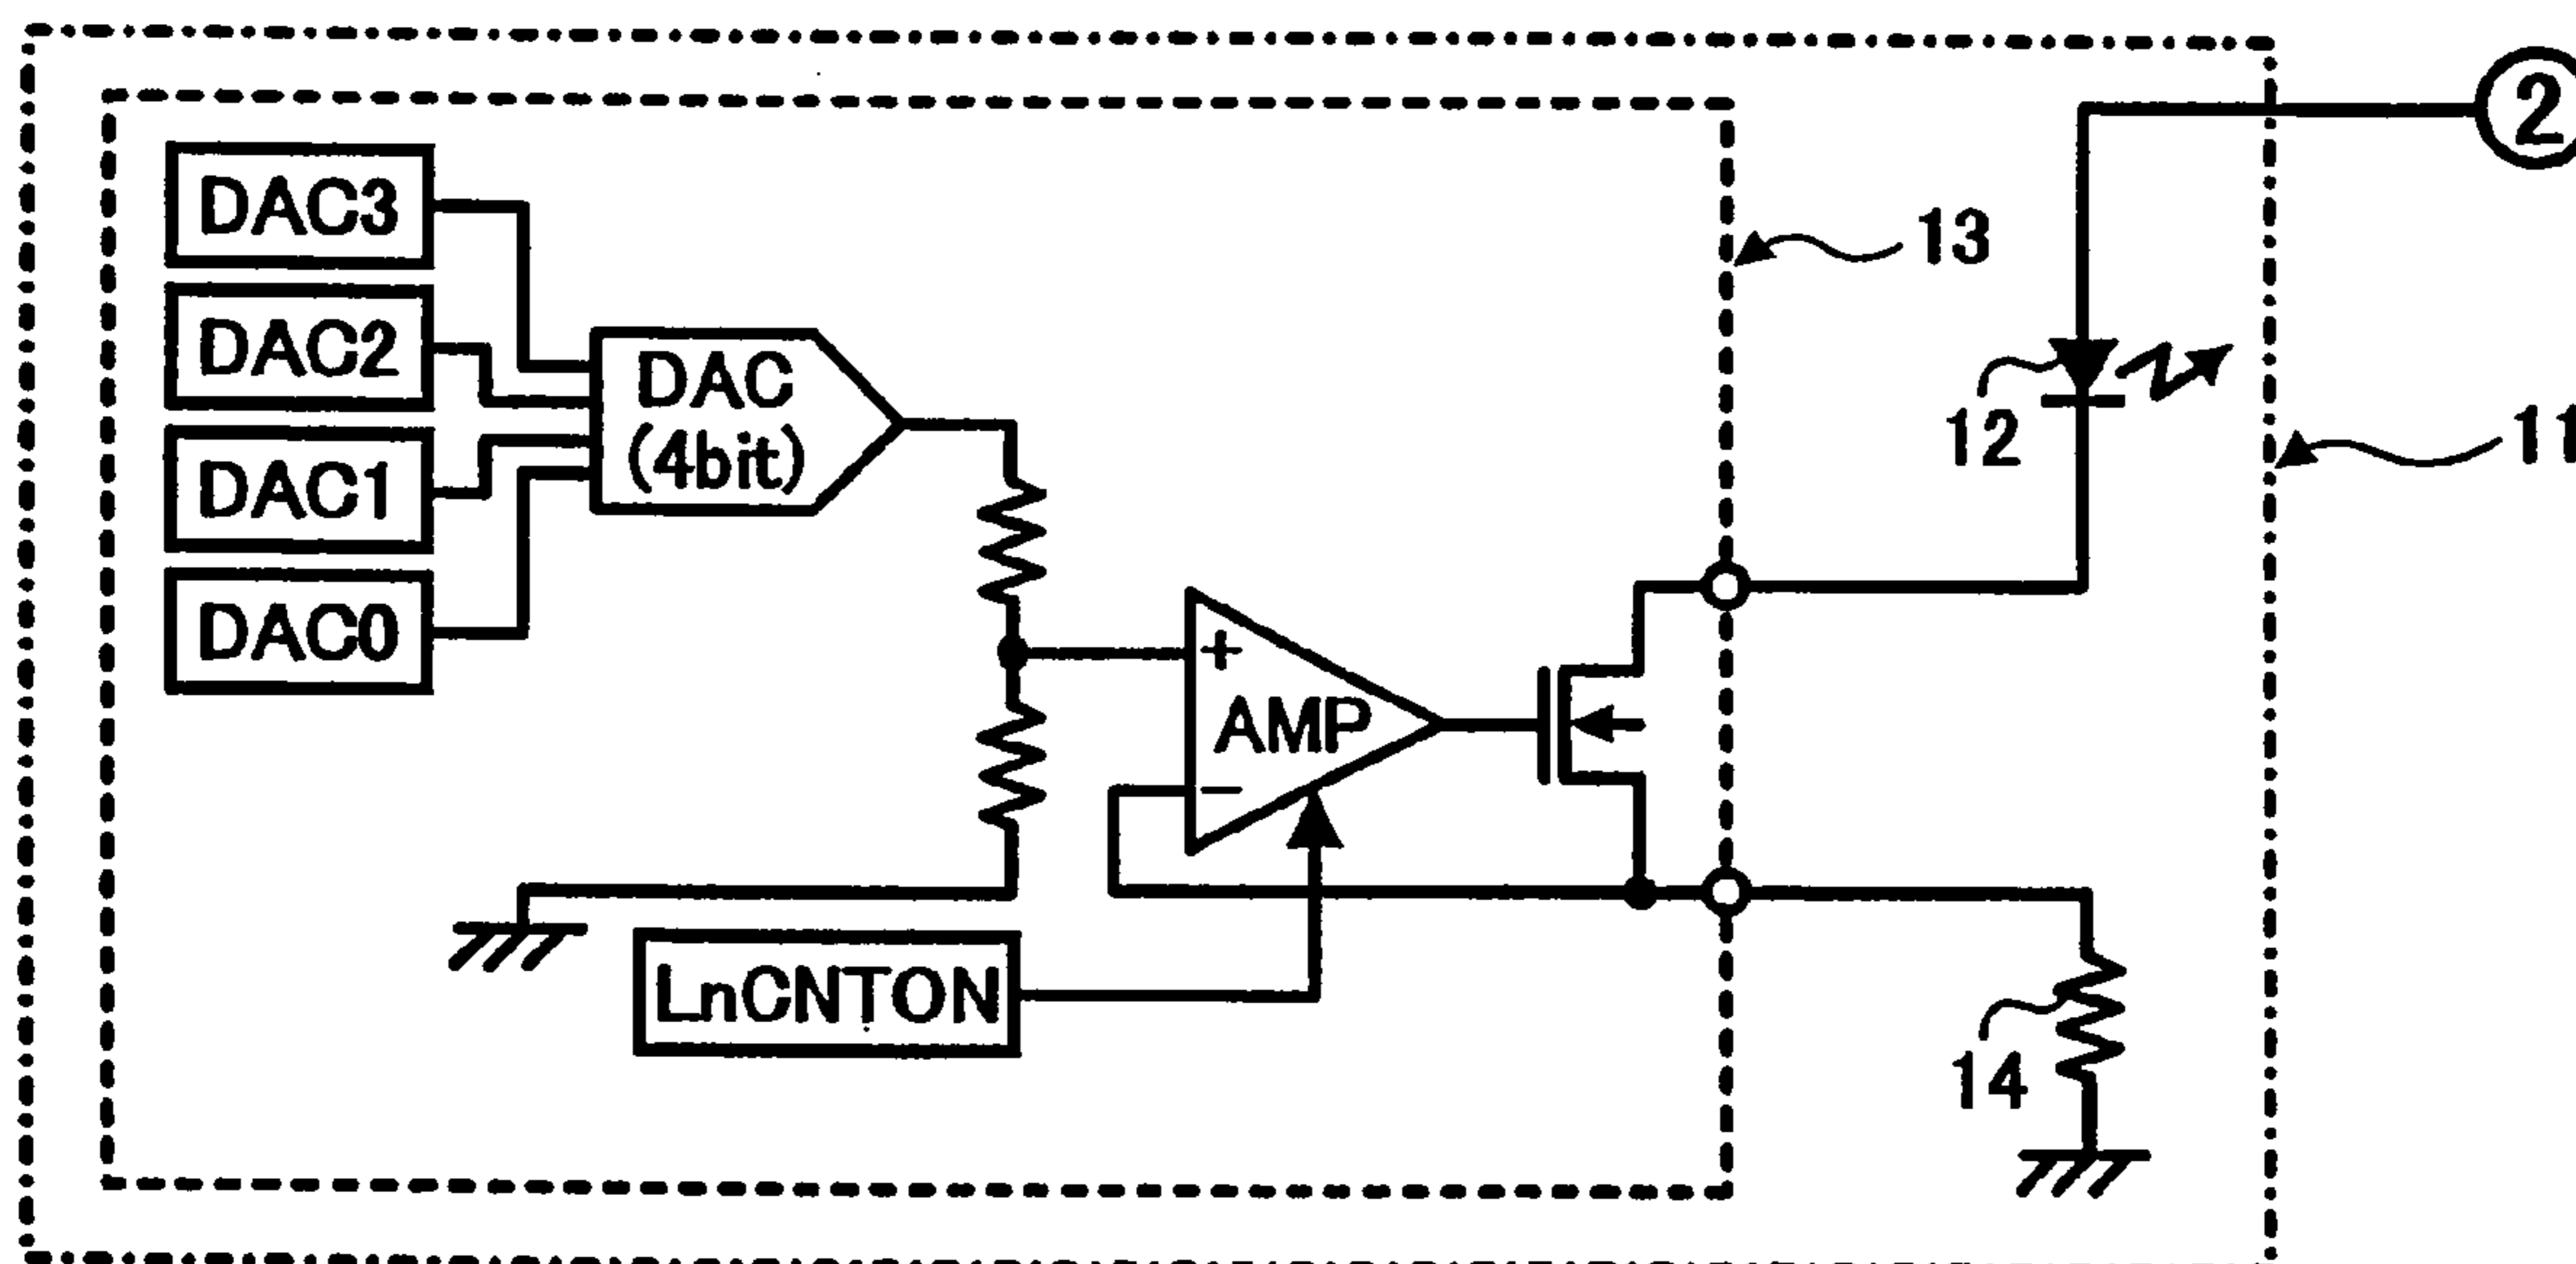 DAC3
DAC2
DAC1
DAC0
DAC
(4bit)
+
AMP
−
LnCNTON
13
12
11
14
2